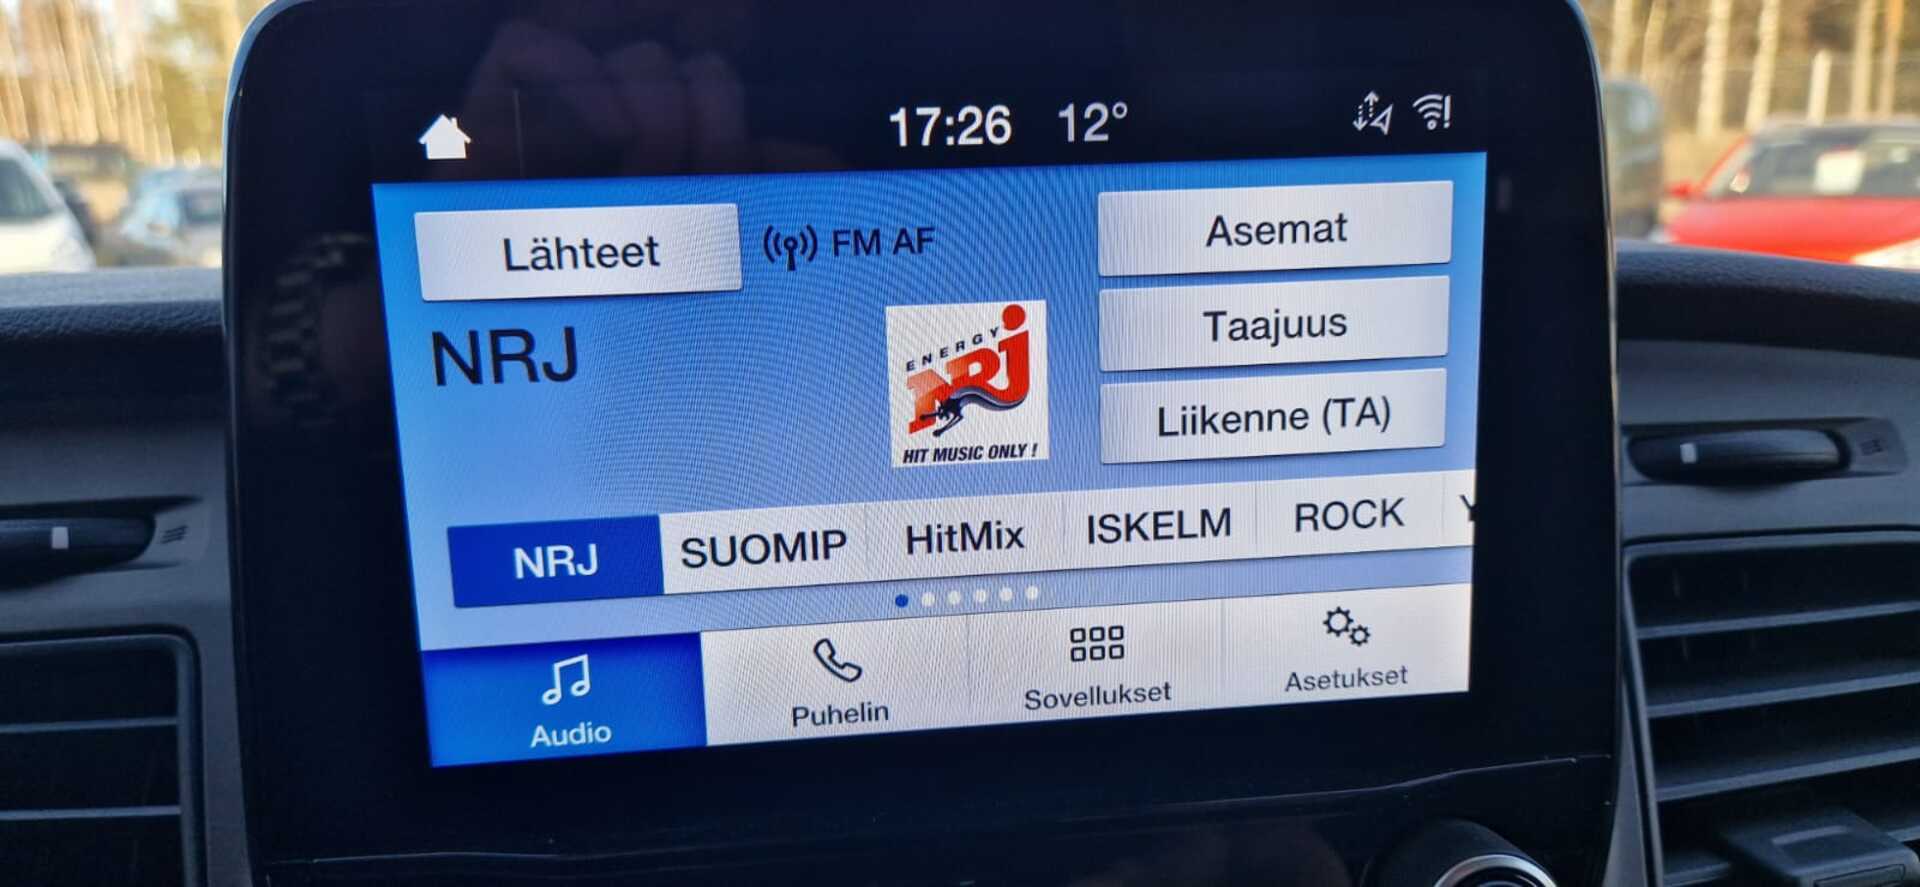 17:26 12°
Lähteet
FM AF
Asemat
NRJ
ENERGY
NRJ
HIT MUSIC ONLY !
Taajuus
Liikenne (TA)
NRJ SUOMIP HitMix ISKELM ROCK
Audio Puhelin Sovellukset Asetukset